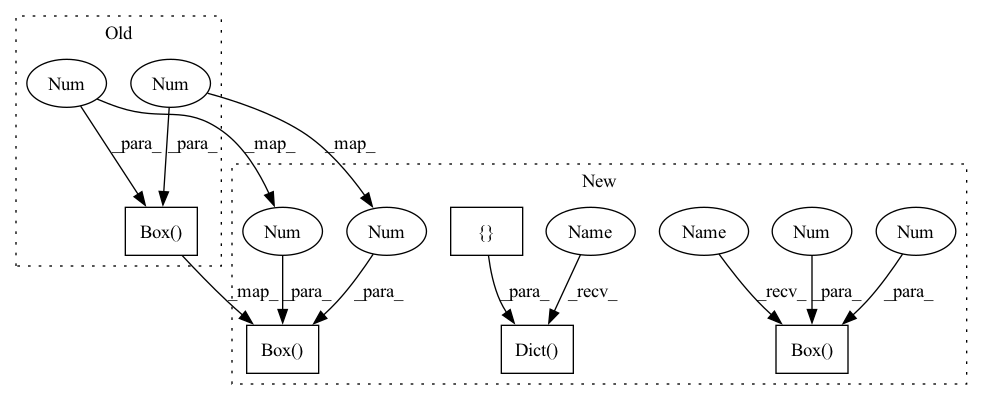 Old
Num Num
_para_ _para_ _map_ _map_
New
Box() Num Num {} Name Name Num Num
_map_ _para_ _para_ _para_ _recv_ _recv_ _para_ _para_
Box() Dict() Box()